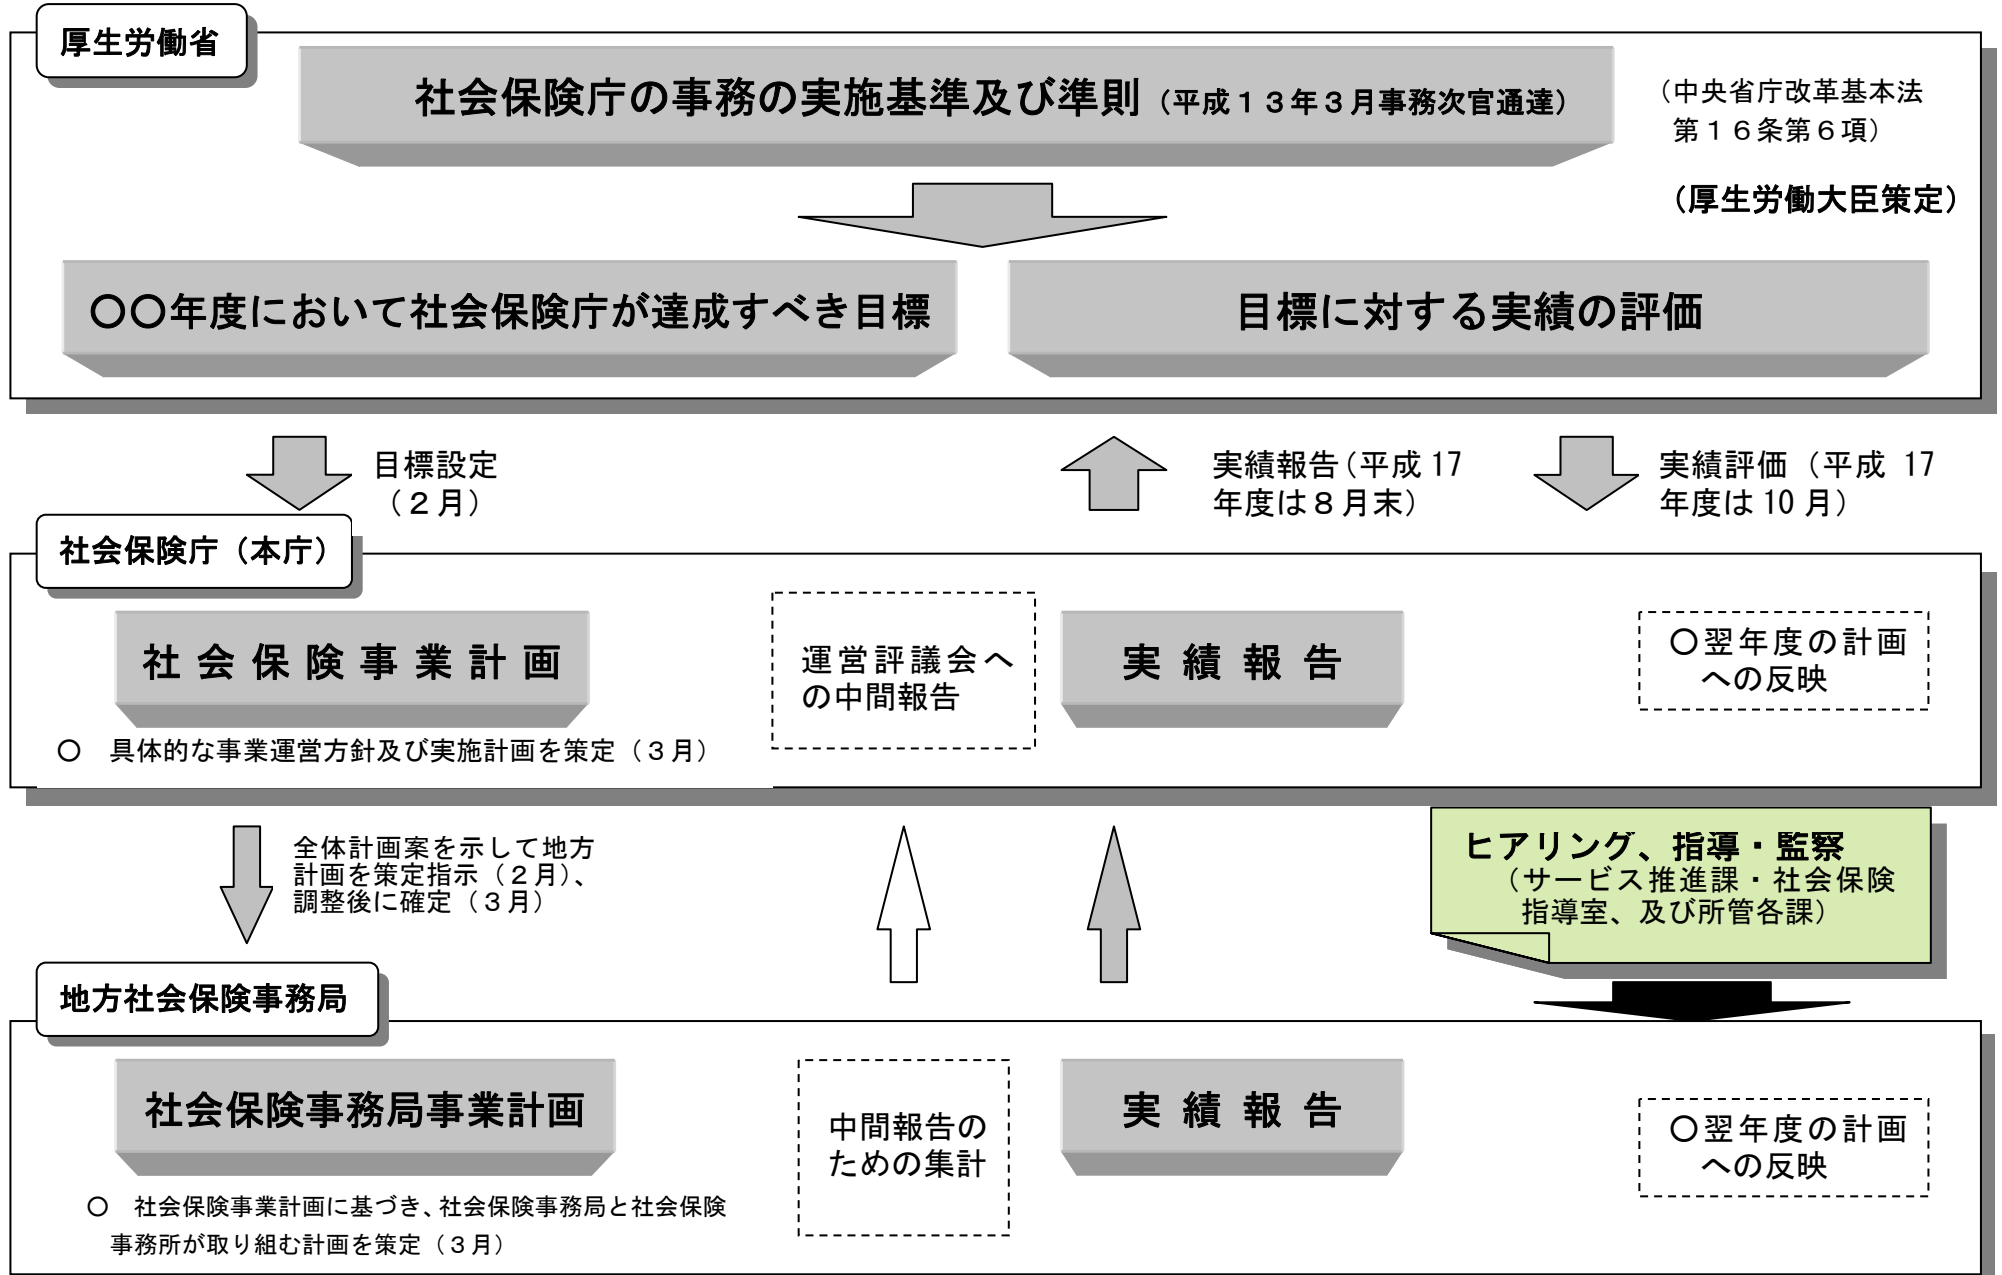 厚生労働省
社会保険庁の事務の実施基準及び準則（平成１３年３月事務次官通達）
（中央省庁改革基本法
第１６条第６項）
（厚生労働大臣策定）
〇〇年度において社会保険庁が達成すべき目標
目標に対する実績の評価
目標設定
（２月）
実績報告（平成 17
年度は８月末）
実績評価（平成 17
年度は 10 月）
社会保険庁（本庁）
社会保険事業計画
〇　具体的な事業運営方針及び実施計画を策定（３月）
運営評議会へ
の中間報告
実績報告
〇翌年度の計画
への反映
全体計画案を示して地方
計画を策定指示（２月）、
調整後に確定（３月）
ヒアリング、指導・監察
（サービス推進課・社会保険
指導室、及び所管各課）
地方社会保険事務局
社会保険事務局事業計画
〇　社会保険事業計画に基づき、社会保険事務局と社会保険
事務所が取り組む計画を策定（３月）
中間報告の
ための集計
実績報告
〇翌年度の計画
への反映